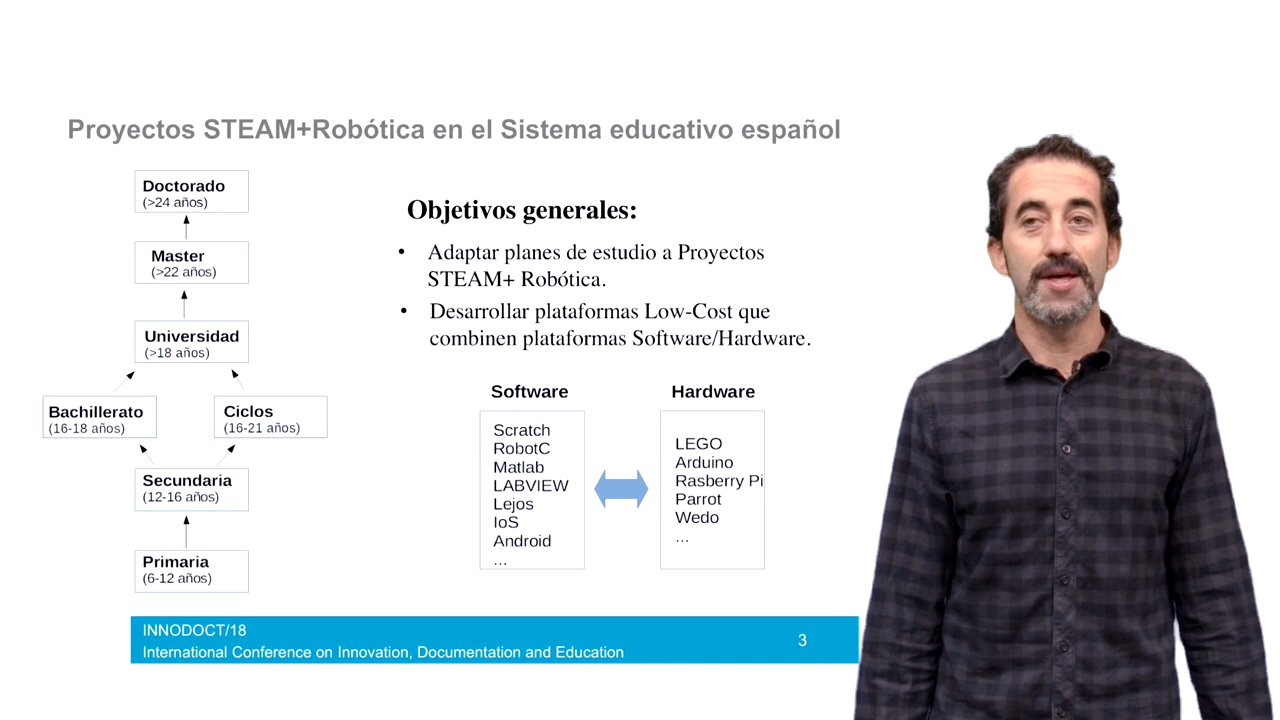 Proyectos STEAM+Robótica en el Sistema educativo español
Doctorado
(>24 años)
Master
(>22 años)
Universidad
(>18 años)
Bachillerato
(16-18 años)
Ciclos
(16-21 años)
Secundaria
(12-16 años)
Primaria
(6-12 años)
Objetivos generales:
• Adaptar planes de estudio a Proyectos
STEAM+ Robótica.
• Desarrollar plataformas Low-Cost que
combinen plataformas Software/Hardware.
Software
Scratch
RobotC
Matlab
LABVIEW
Lejos
IoS
Android
...
Hardware
LEGO
Arduino
Rasberry Pi
Parrot
Wedo
...
INNODOCT/18
International Conference on Innovation, Documentation and Education
3